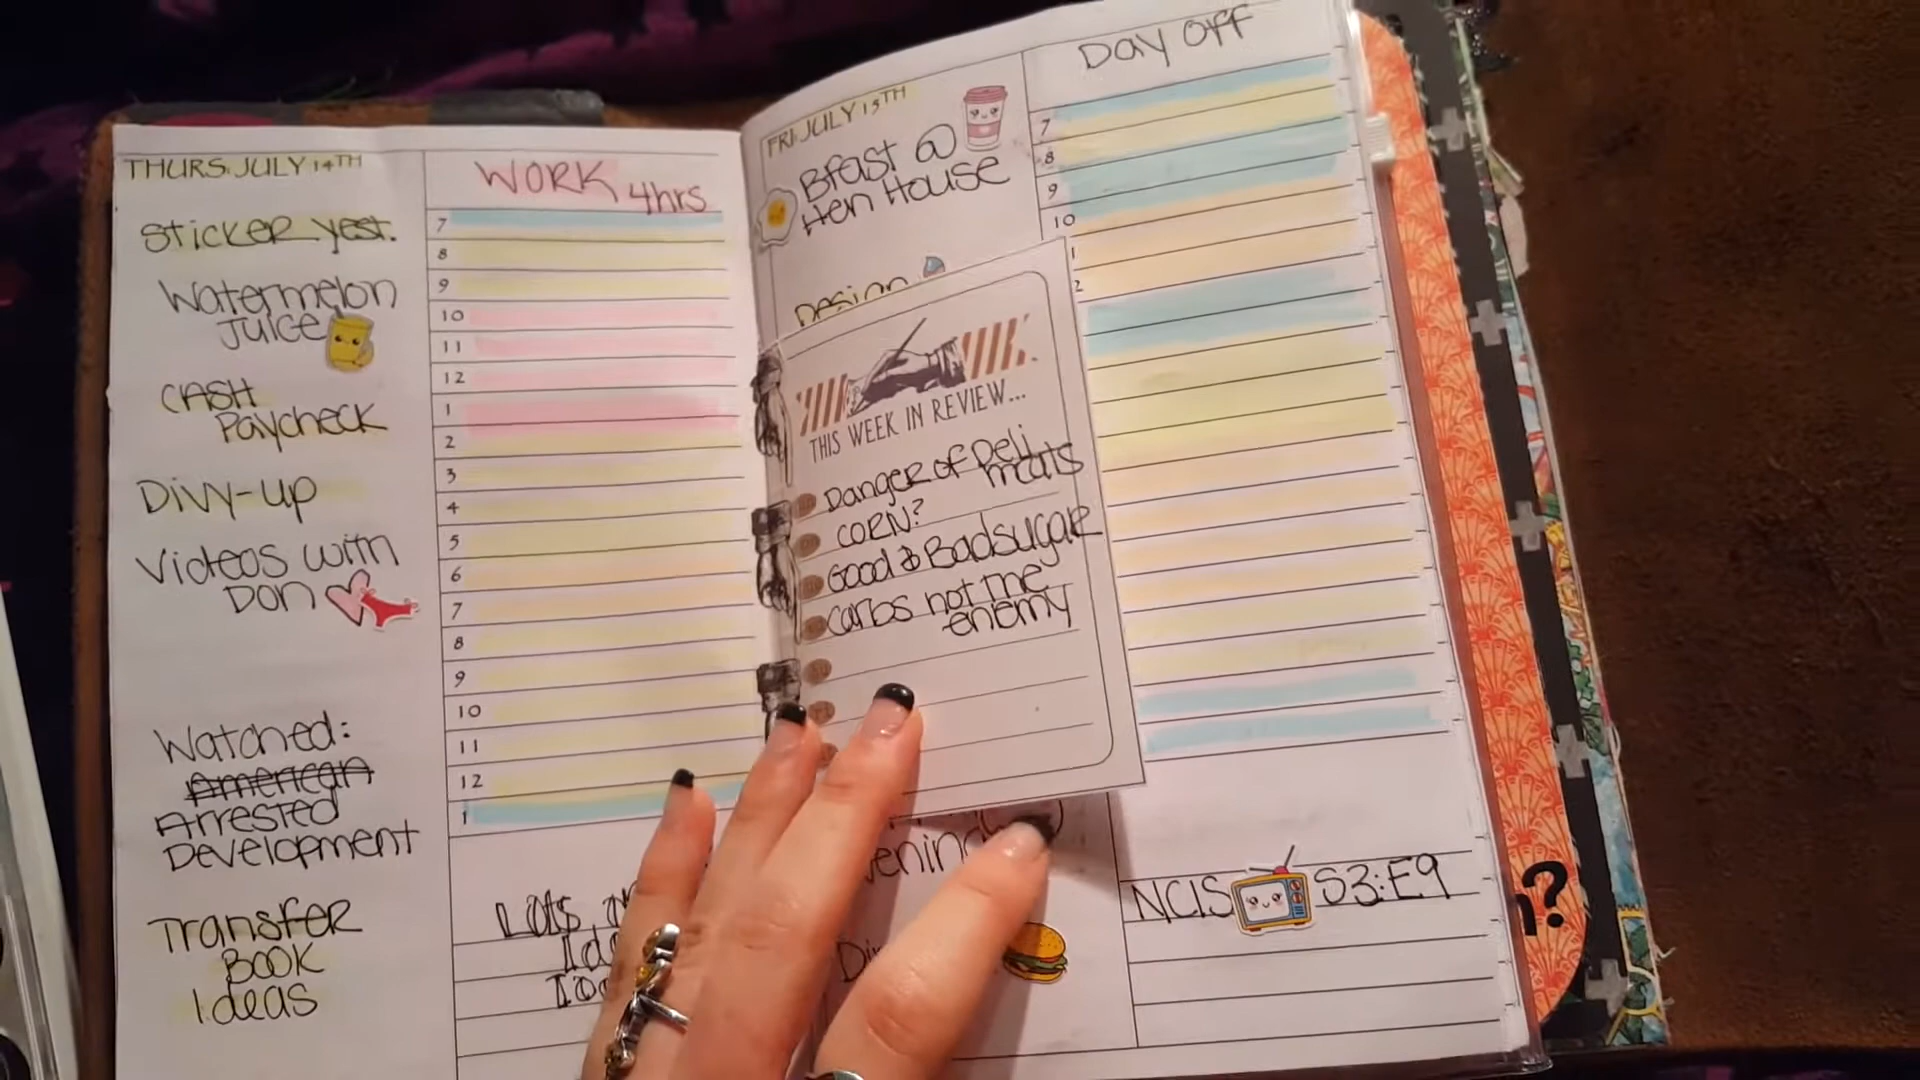 THURS. JULY 14TH
Sticker yest.
Watermelon
Juice
Cash
Paycheck
Divy-up
Videos with
Don
Watched:
American
Arrested
Development
Transfer
Book
Ideas
WORK 4hrs
7
8
9
10
11
12
1
2
3
4
5
6
7
8
9
10
11
12
1
Lots
FRI. JULY 15TH
Bfast @
Hen House
Design
THIS WEEK IN REVIEW...
Danger of Deli
meats
CORN?
Good & Bad sugar
Carbs not the
enemy
Day Off
7
8
9
10
NCIS S3:E9
?